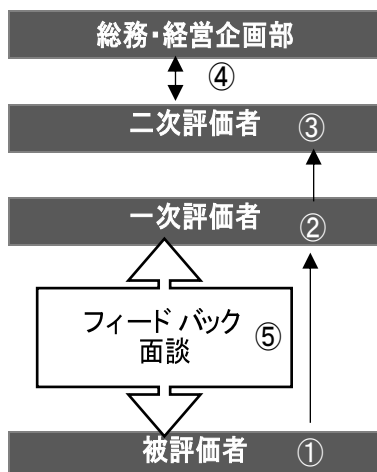 総務・経営企画部
④
二次評価者 ③
一次評価者 ②
フィードバック
面談
⑤
被評価者 ①